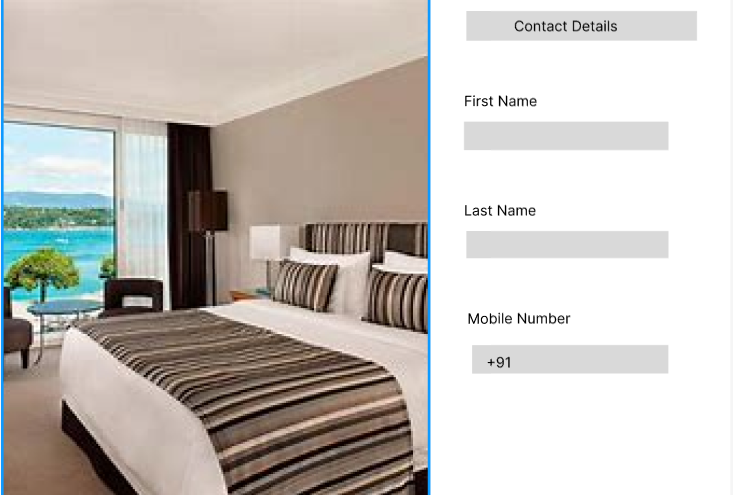 Contact Details
First Name
Last Name
Mobile Number
+91